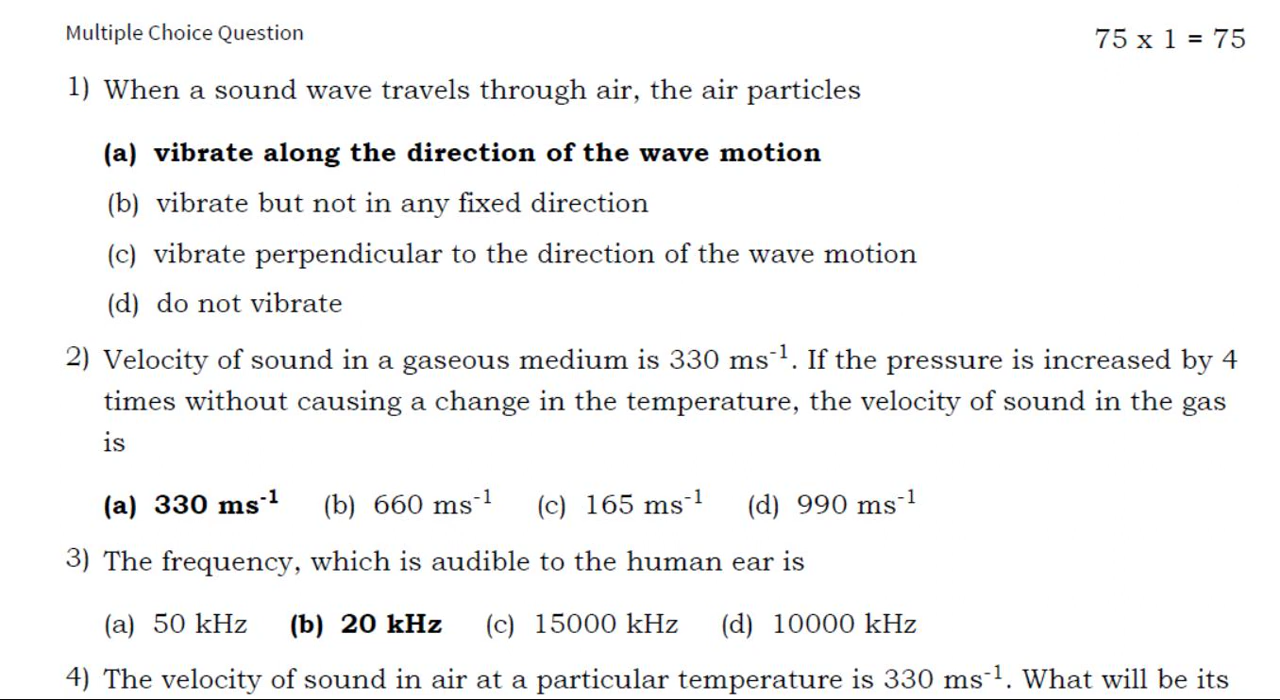 Multiple Choice Question
75 x 1 = 75
1) When a sound wave travels through air, the air particles
(a) vibrate along the direction of the wave motion
(b) vibrate but not in any fixed direction
(c) vibrate perpendicular to the direction of the wave motion
(d) do not vibrate
2) Velocity of sound in a gaseous medium is 330 ms⁻¹. If the pressure is increased by 4
times without causing a change in the temperature, the velocity of sound in the gas
is
(a) 330 ms⁻¹ (b) 660 ms⁻¹ (c) 165 ms⁻¹ (d) 990 ms⁻¹
3) The frequency, which is audible to the human ear is
(a) 50 kHz (b) 20 kHz (c) 15000 kHz (d) 10000 kHz
4) The velocity of sound in air at a particular temperature is 330 ms⁻¹. What will be its